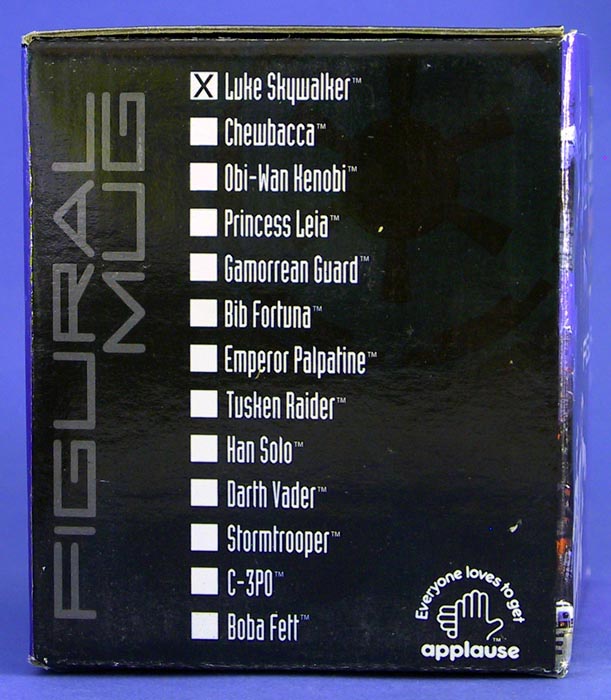 FIGURAL
MUG
X Luke Skywalker™
Chewbacca™
Obi-Wan Kenobi™
Princess Leia™
Gamorrean Guard™
Bib Fortuna™
Emperor Palpatine™
Tusken Raider™
Han Solo™
Darth Vader™
Stormtrooper™
C-3PO™
Boba Fett™
Everyone loves to get
applause™